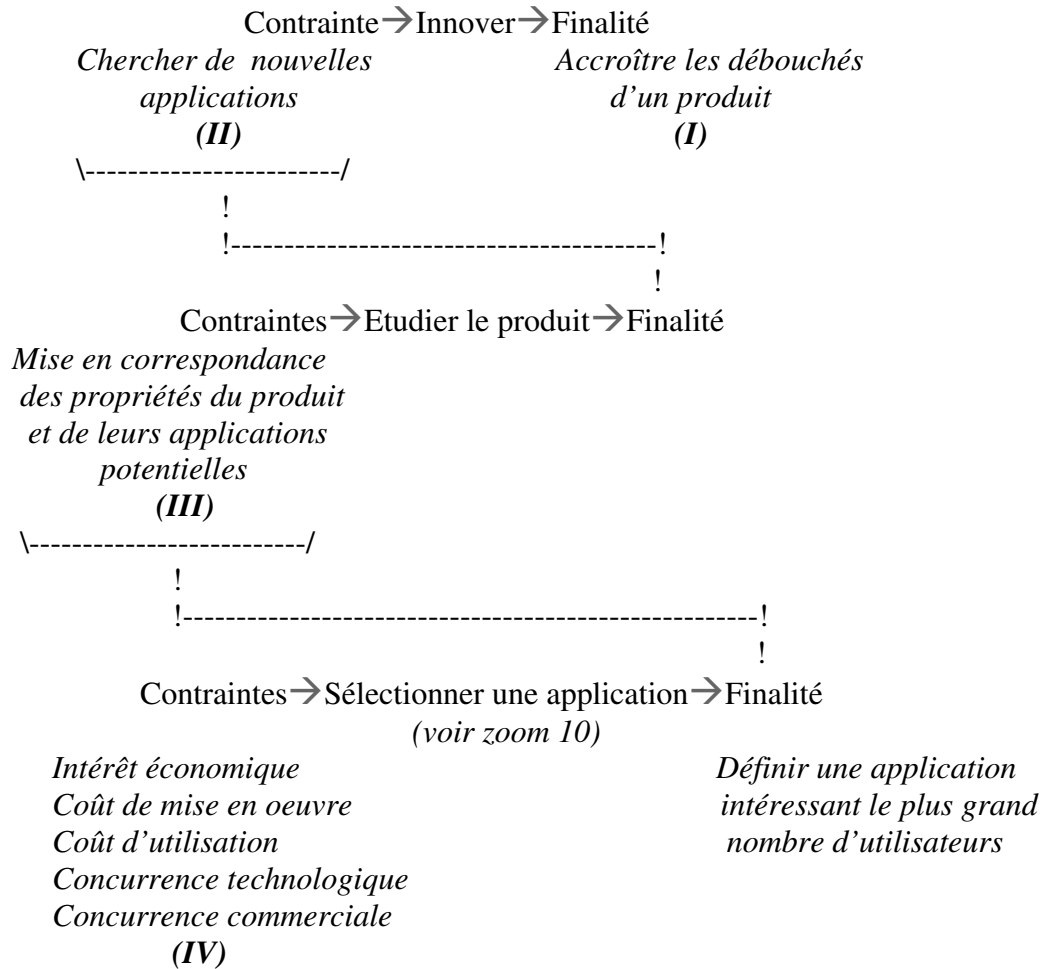 Contrainte→Innover→Finalité
Chercher de nouvelles Accroître les débouchés
applications d'un produit
(II) (I)
\------------------------/
!
!----------------------------------------!
!
Contraintes→Etudier le produit→Finalité
Mise en correspondance
des propriétés du produit
et de leurs applications
potentielles
(III)
\--------------------------/
!
!------------------------------------------------------!
!
Contraintes→Sélectionner une application→Finalité
(voir zoom 10)
Intérêt économique Définir une application
Coût de mise en oeuvre intéressant le plus grand
Coût d'utilisation nombre d'utilisateurs
Concurrence technologique
Concurrence commerciale
(IV)